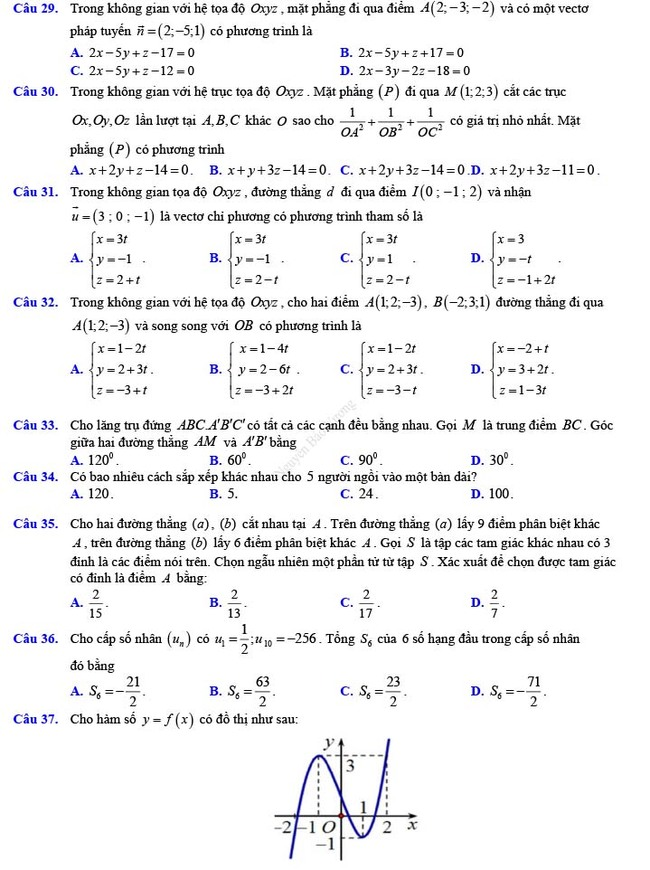 Câu 29. Trong không gian với hệ tọa độ Oxyz , mặt phẳng đi qua điểm A(2;−3;−2) và có một vectơ
pháp tuyến n⃗ = (2;−5;1) có phương trình là
A. 2x−5y+z−17=0 B. 2x−5y+z+17=0
C. 2x−5y+z−12=0 D. 2x−3y−2z−18=0
Câu 30. Trong không gian với hệ trục tọa độ Oxyz . Mặt phẳng (P) đi qua M(1;2;3) cắt các trục
Ox,Oy,Oz lần lượt tại A,B,C khác O sao cho 1/OA² + 1/OB² + 1/OC² có giá trị nhỏ nhất. Mặt
phẳng (P) có phương trình
A. x+2y+z−14=0. B. x+y+3z−14=0. C. x+2y+3z−14=0 .D. x+2y+3z−11=0.
Câu 31. Trong không gian tọa độ Oxyz , đường thẳng d đi qua điểm I(0 ; −1 ; 2) và nhận
u⃗ = (3 ; 0 ; −1) là vectơ chỉ phương có phương trình tham số là
A. {x=3t y=−1 z=2+t . B. {x=3t y=−1 z=2−t . C. {x=3t y=1 z=2−t . D. {x=3 y=−t z=−1+2t .
Câu 32. Trong không gian với hệ tọa độ Oxyz , cho hai điểm A(1;2;−3), B(−2;3;1) đường thẳng đi qua
A(1;2;−3) và song song với OB có phương trình là
A. {x=1−2t y=2+3t z=−3+t . B. {x=1−4t y=2−6t z=−3+2t . C. {x=1−2t y=2+3t z=−3−t . D. {x=−2+t y=3+2t z=1−3t .
Câu 33. Cho lăng trụ đứng ABC.A'B'C' có tất cả các cạnh đều bằng nhau. Gọi M là trung điểm BC . Góc
giữa hai đường thẳng AM và A'B' bằng
A. 120⁰ . B. 60⁰ . C. 90⁰ . D. 30⁰ .
Câu 34. Có bao nhiêu cách sắp xếp khác nhau cho 5 người ngồi vào một bàn dài?
A. 120. B. 5. C. 24 . D. 100.
Câu 35. Cho hai đường thẳng (a), (b) cắt nhau tại A . Trên đường thẳng (a) lấy 9 điểm phân biệt khác
A , trên đường thẳng (b) lấy 6 điểm phân biệt khác A . Gọi S là tập các tam giác khác nhau có 3
đỉnh là các điểm nói trên. Chọn ngẫu nhiên một phần tử từ tập S . Xác xuất để chọn được tam giác
có đỉnh là điểm A bằng:
A. 2/15 . B. 2/13 . C. 2/17 . D. 2/7 .
Câu 36. Cho cấp số nhân (uₙ) có u₁ = 1/2; u₁₀ = −256 . Tổng S₆ của 6 số hạng đầu trong cấp số nhân
đó bằng
A. S₆ = −21/2 . B. S₆ = 63/2 . C. S₆ = 23/2 . D. S₆ = −71/2 .
Câu 37. Cho hàm số y = f(x) có đồ thị như sau:
y
3
1
−2 −1 O 2 x
−1